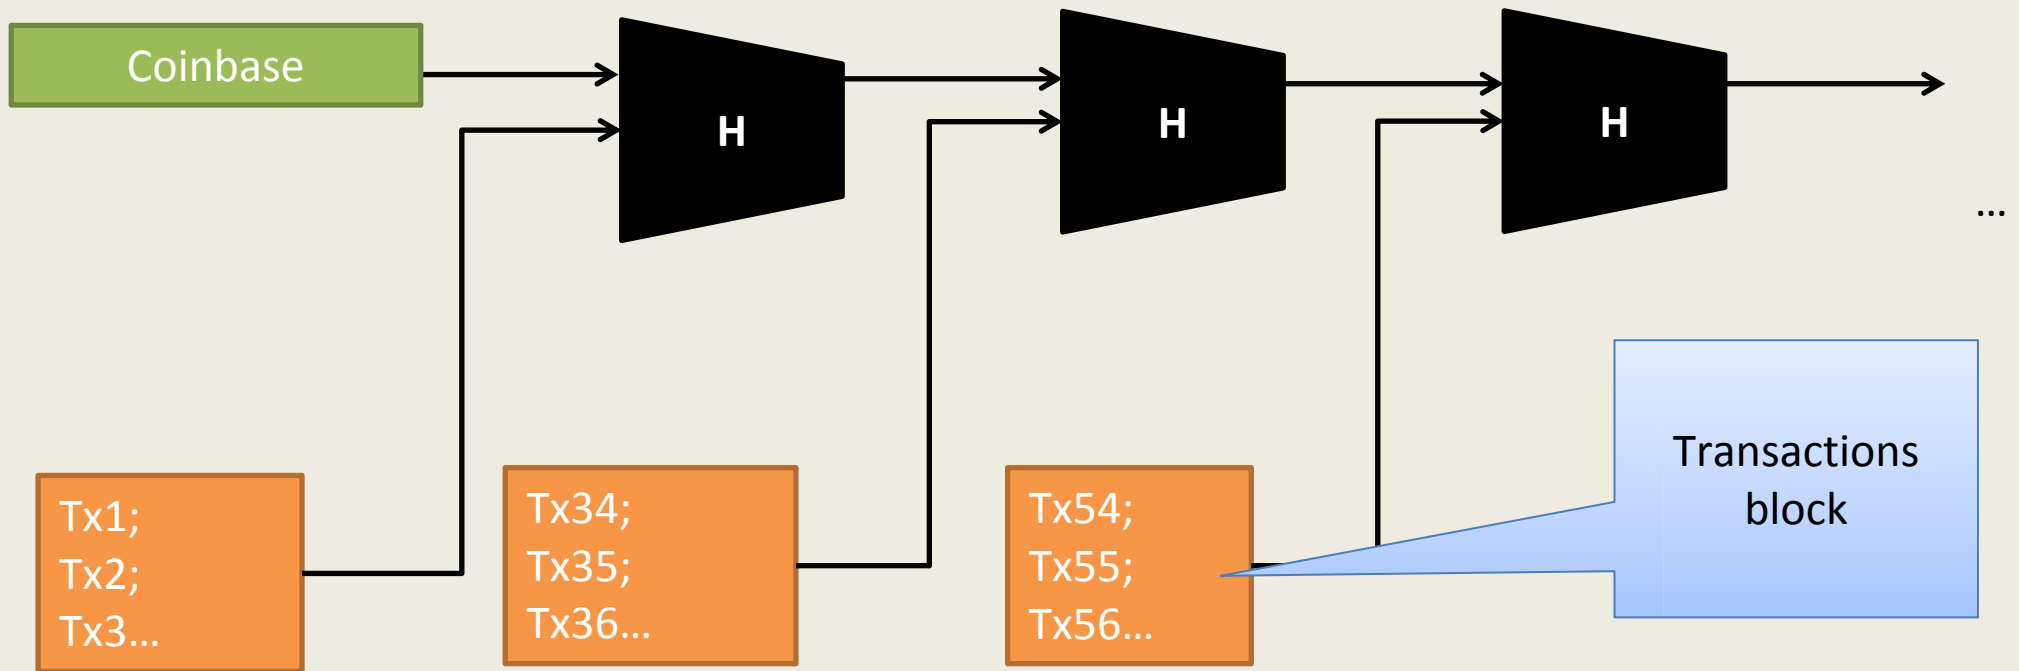 Coinbase
H
H
H
…
Tx1;
Tx2;
Tx3…
Tx34;
Tx35;
Tx36…
Tx54;
Tx55;
Tx56…
Transactions
block